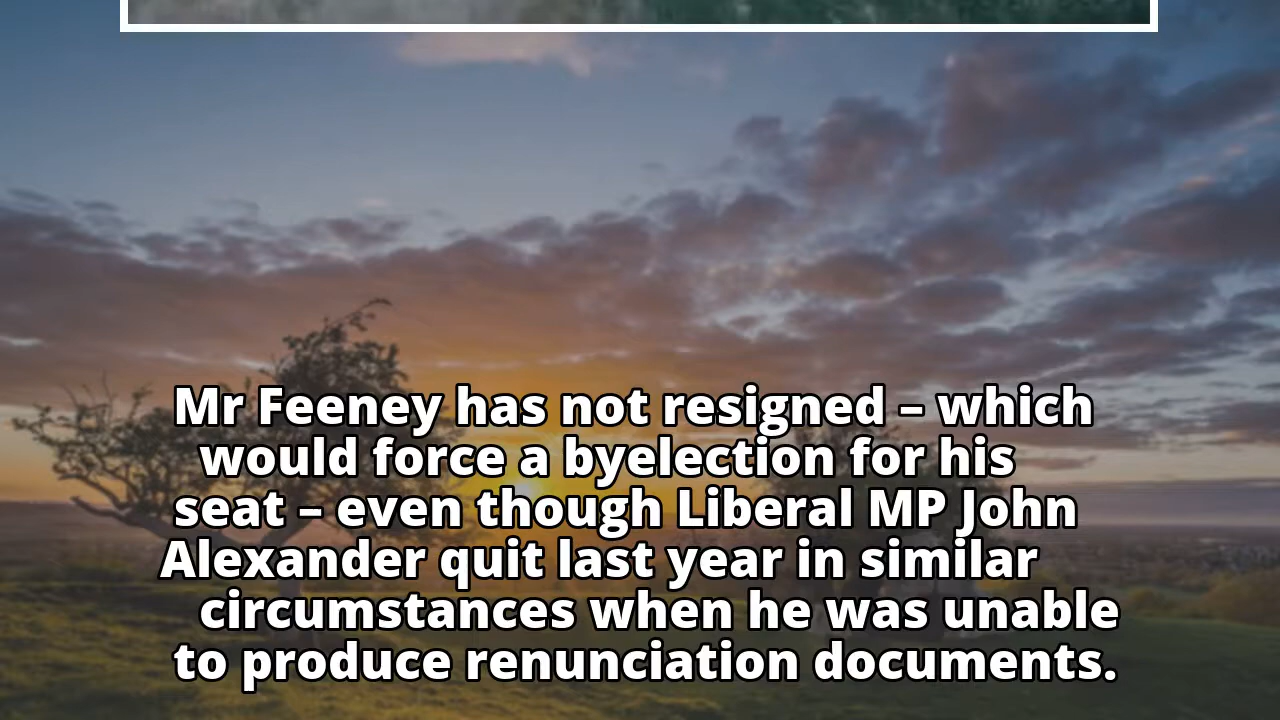 Mr Feeney has not resigned – which
would force a byelection for his
seat – even though Liberal MP John
Alexander quit last year in similar
circumstances when he was unable
to produce renunciation documents.